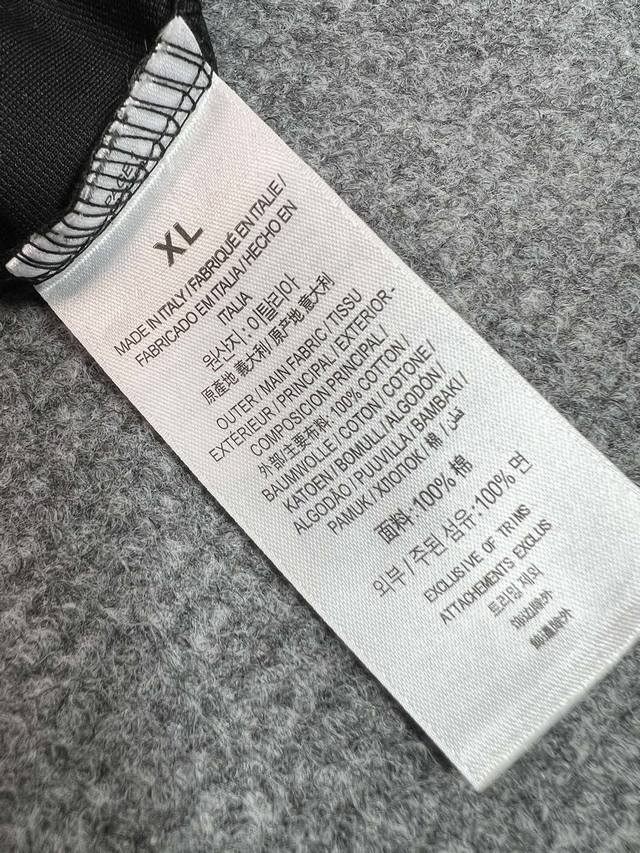 XL
MADE IN ITALY / FABRIQUÉ EN ITALIE /
FABRICADO EM ITALIA / HECHO EN
ITALIA
원산지: 이탈리아
原產地 義大利 / 原产地 意大利
OUTER / MAIN FABRIC / TISSU
EXTÉRIEUR / PRINCIPAL / EXTERIOR-
COMPOSICION PRINCIPAL /
外部主要布料: 100% COTTON /
BAUMWOLLE / COTON / COTONE /
KATOEN / BOMULL / ALGODÓN /
ALGODÃO / PUUVILLA / BAMBAKI /
PAMUK / ХЛОПОК / 棉 / قطن
面料: 100% 棉
외부 / 주된 섬유: 100% 면
EXCLUSIVE OF TRIMS
ATTACHEMENTS EXCLUS
트리밍 제외